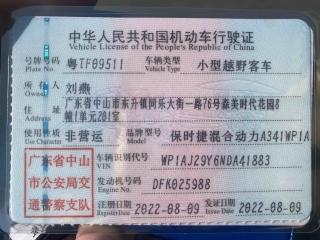 中华人民共和国机动车行驶证
Vehicle License of the People's Republic of China
号牌号码 粤TF09511 车辆类型 小型越野客车
Plate No. Vehicle Type
所有人 刘燕
Owner
住址 广东省中山市东升镇同乐大街一路76号森美时代花园8
Address 幢1单元201室
使用性质 非营运 品牌型号 保时捷混合动力A341WP1A
Use Character Model
广东省中山 车辆识别代号 WP1AJ29Y6NDA41883
VIN
市公安局交 发动机号码 DFK025988
Engine No.
通警察支队 注册日期 2022-08-09 发证日期 2022-08-09
Register Date Issue Date